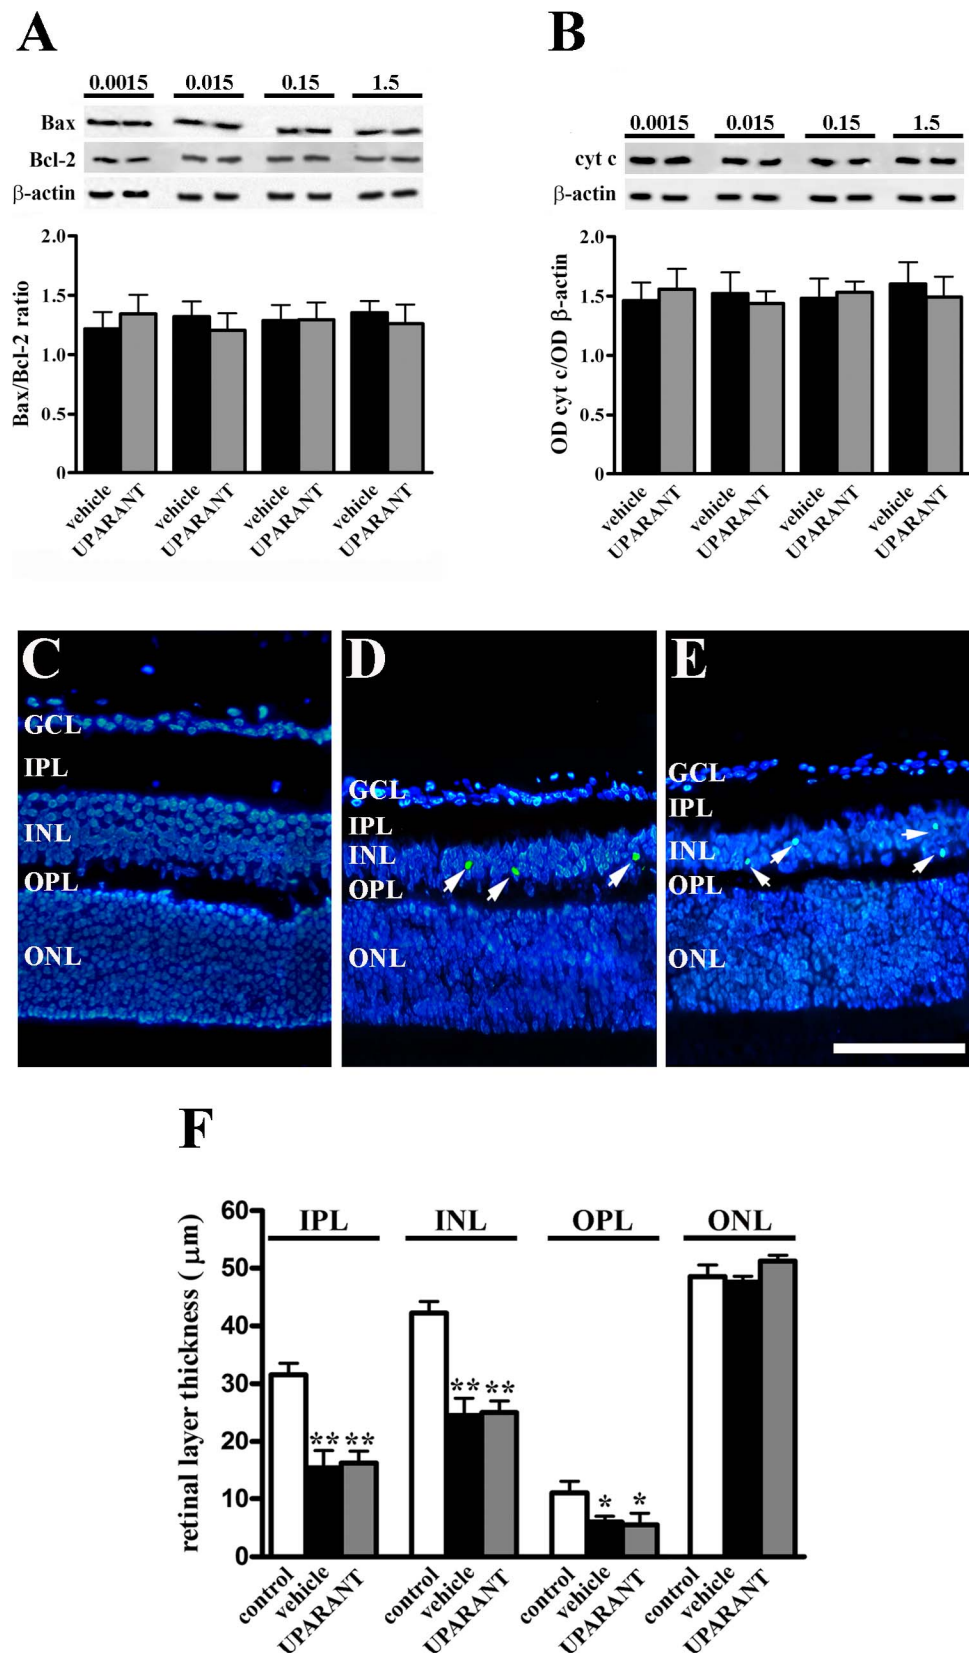 A
0.0015 0.015 0.15 1.5
Bax
Bcl-2
β-actin
Bax/Bcl-2 ratio
2.0
1.5
1.0
0.5
0
vehicle UPARANT vehicle UPARANT vehicle UPARANT vehicle UPARANT
B
0.0015 0.015 0.15 1.5
cyt c
β-actin
OD cyt c/OD β-actin
2.0
1.5
1.0
0.5
0
vehicle UPARANT vehicle UPARANT vehicle UPARANT vehicle UPARANT
C
GCL
IPL
INL
OPL
ONL
D
GCL
IPL
INL
OPL
ONL
E
GCL
IPL
INL
OPL
ONL
F
retinal layer thickness ( μm)
60
50
40
30
20
10
0
IPL INL OPL ONL
** ** ** ** * *
control vehicle UPARANT control vehicle UPARANT control vehicle UPARANT control vehicle UPARANT